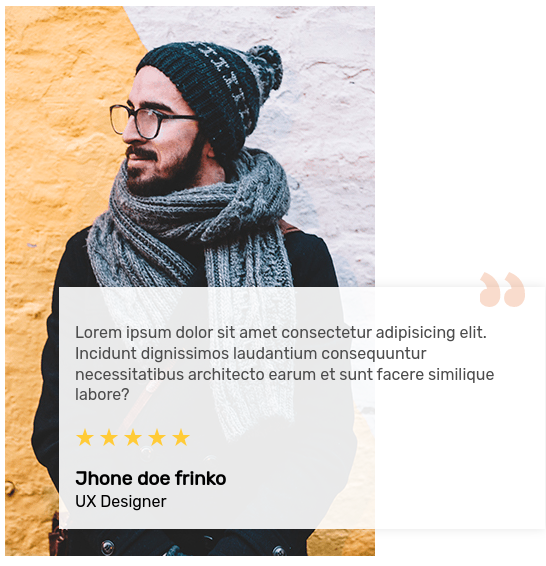 Lorem ipsum dolor sit amet consectetur adipisicing elit.
Incidunt dignissimos laudantium consequuntur
necessitatibus architecto earum et sunt facere similique
labore?
★★★★★
Jhone doe frinko
UX Designer